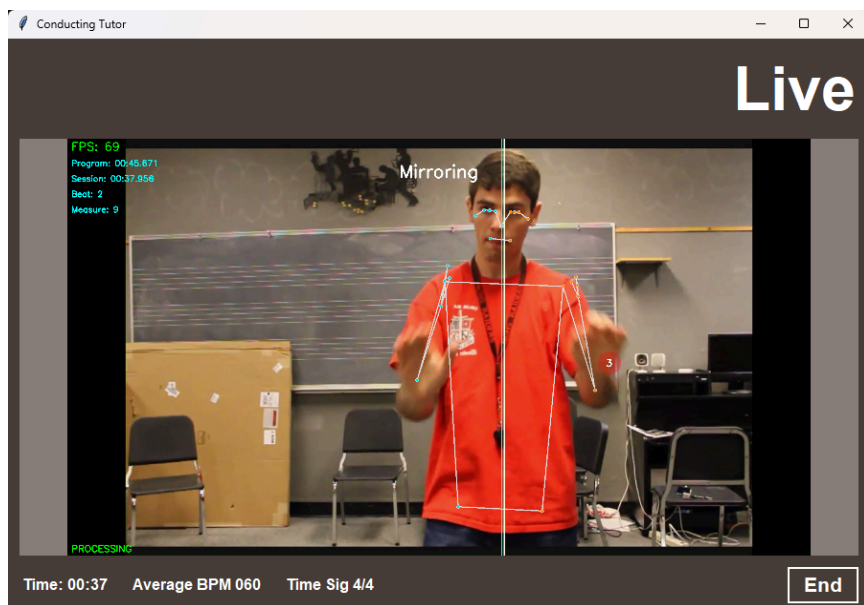 Conducting Tutor
Live
FPS: 69
Program: 00:45.671
Session: 00:37.956
Beat: 2
Measure: 9
Mirroring
3
PROCESSING
Time: 00:37 Average BPM 060 Time Sig 4/4
End